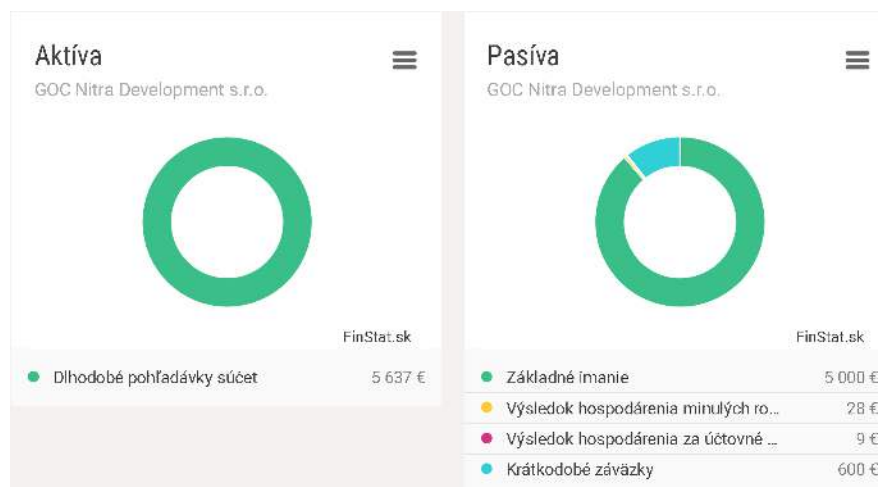 Aktíva
GOC Nitra Development s.r.o.
FinStat.sk
Dlhodobé pohľadávky súčet 5 637 €
Pasíva
GOC Nitra Development s.r.o.
FinStat.sk
Základné imanie 5 000 €
Výsledok hospodárenia minulých ro... 28 €
Výsledok hospodárenia za účtovné ... 9 €
Krátkodobé záväzky 600 €